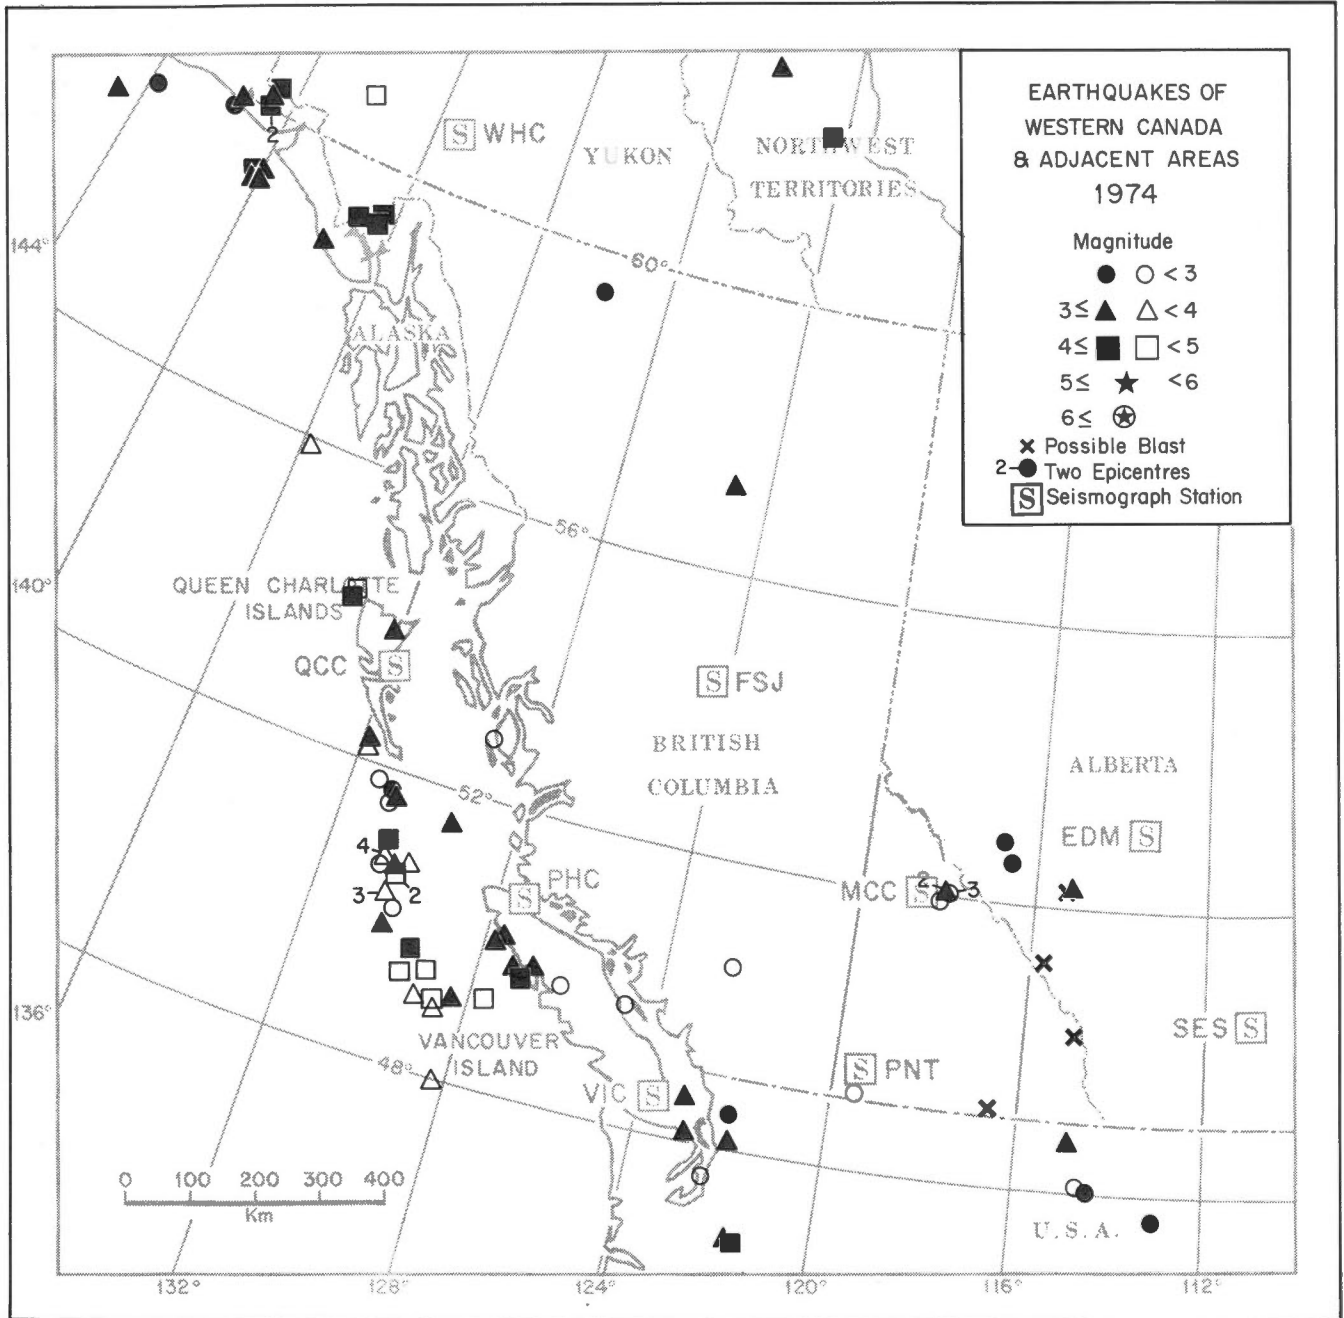 EARTHQUAKES OF
WESTERN CANADA
& ADJACENT AREAS
1974
Magnitude
< 3
3≤ < 4
4≤ < 5
5≤ < 6
6≤
Possible Blast
2 Two Epicentres
S Seismograph Station
2
S WHC
YUKON
NORTHWEST
TERRITORIES
144°
60°
ALASKA
56°
140°
QUEEN CHARLOTTE
ISLANDS
QCC S
S FSJ
BRITISH
COLUMBIA
ALBERTA
52°
EDM S
4
PHC
S
MCC S 2 3
3 2
136°
SES S
VANCOUVER
ISLAND
48°
S PNT
VIC S
0 100 200 300 400
Km
U.S.A.
132° 128° 124° 120° 116° 112°